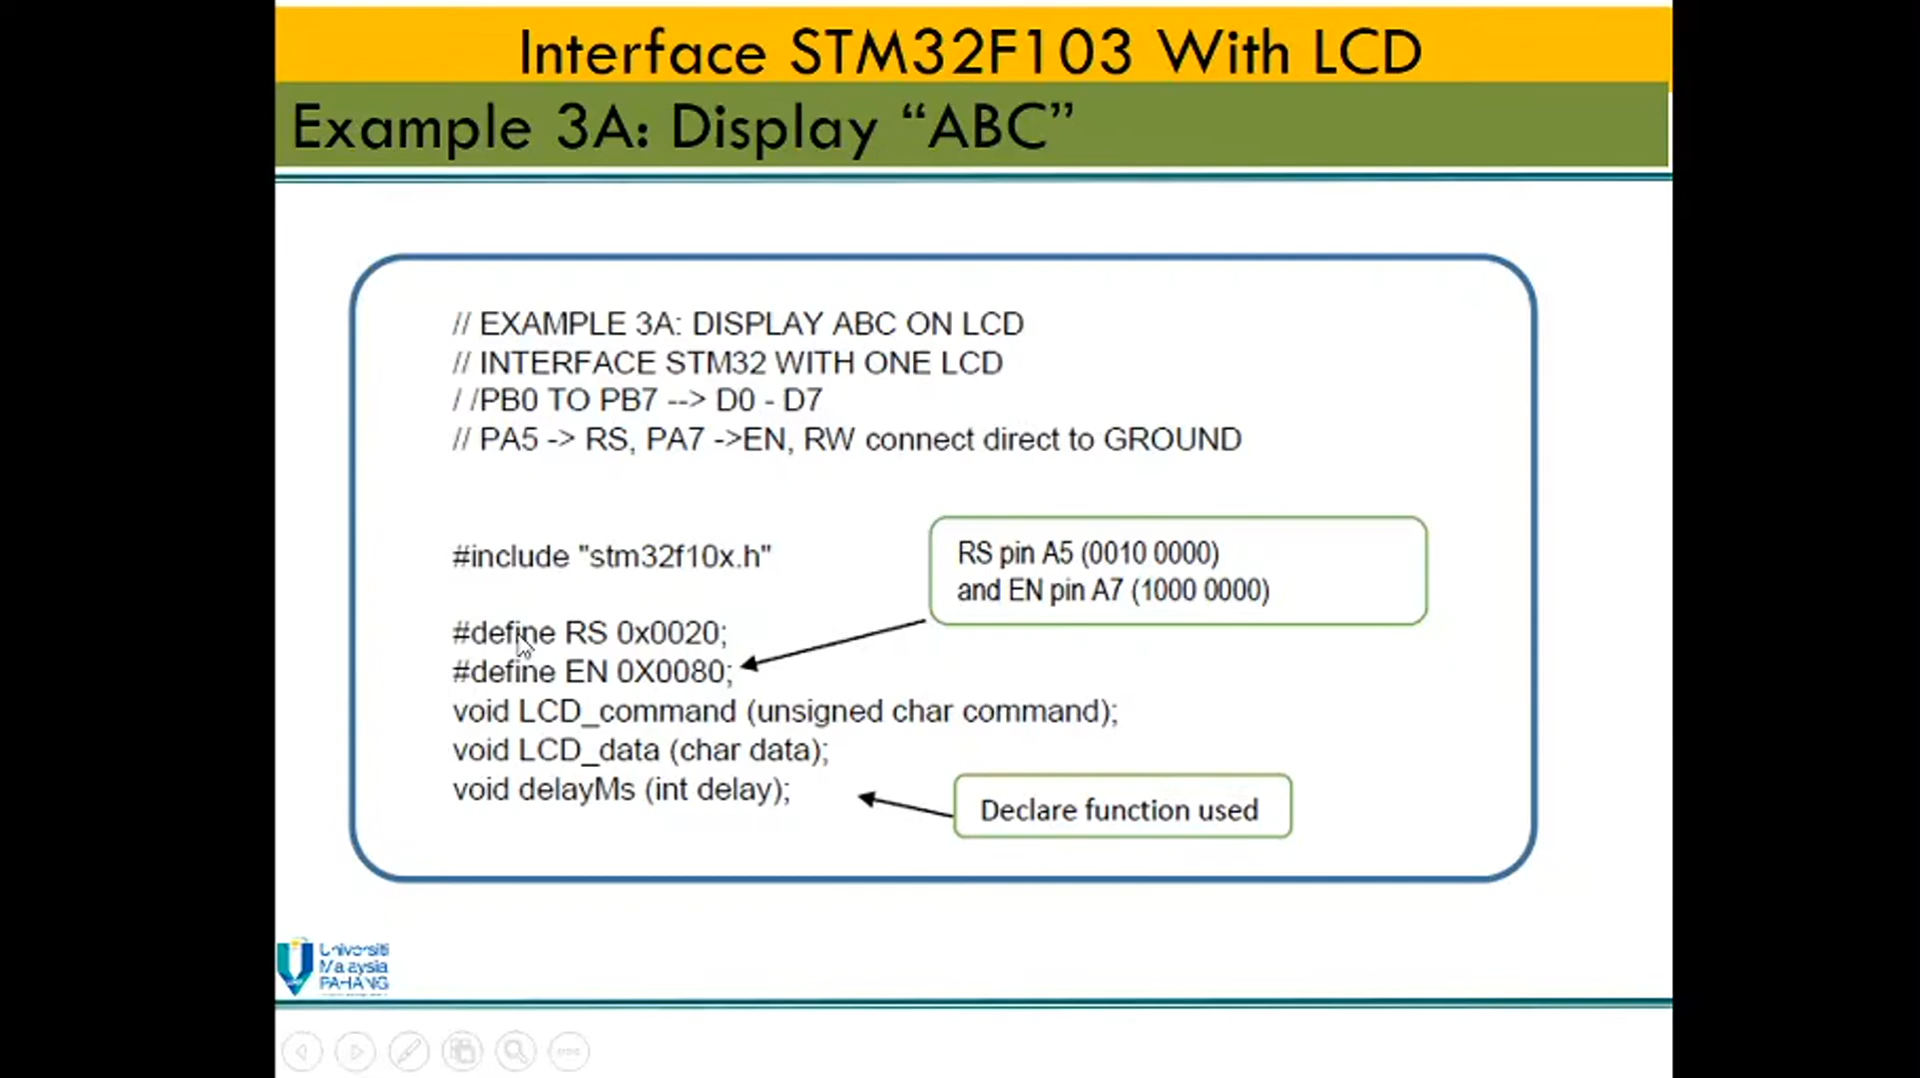 Interface STM32F103 With LCD
Example 3A: Display “ABC”
// EXAMPLE 3A: DISPLAY ABC ON LCD
// INTERFACE STM32 WITH ONE LCD
/ /PB0 TO PB7 --> D0 - D7
// PA5 -> RS, PA7 ->EN, RW connect direct to GROUND
#include "stm32f10x.h"
RS pin A5 (0010 0000)
and EN pin A7 (1000 0000)
#define RS 0x0020;
#define EN 0X0080;
void LCD_command (unsigned char command);
void LCD_data (char data);
void delayMs (int delay);
Declare function used
Universiti
Malaysia
PAHANG